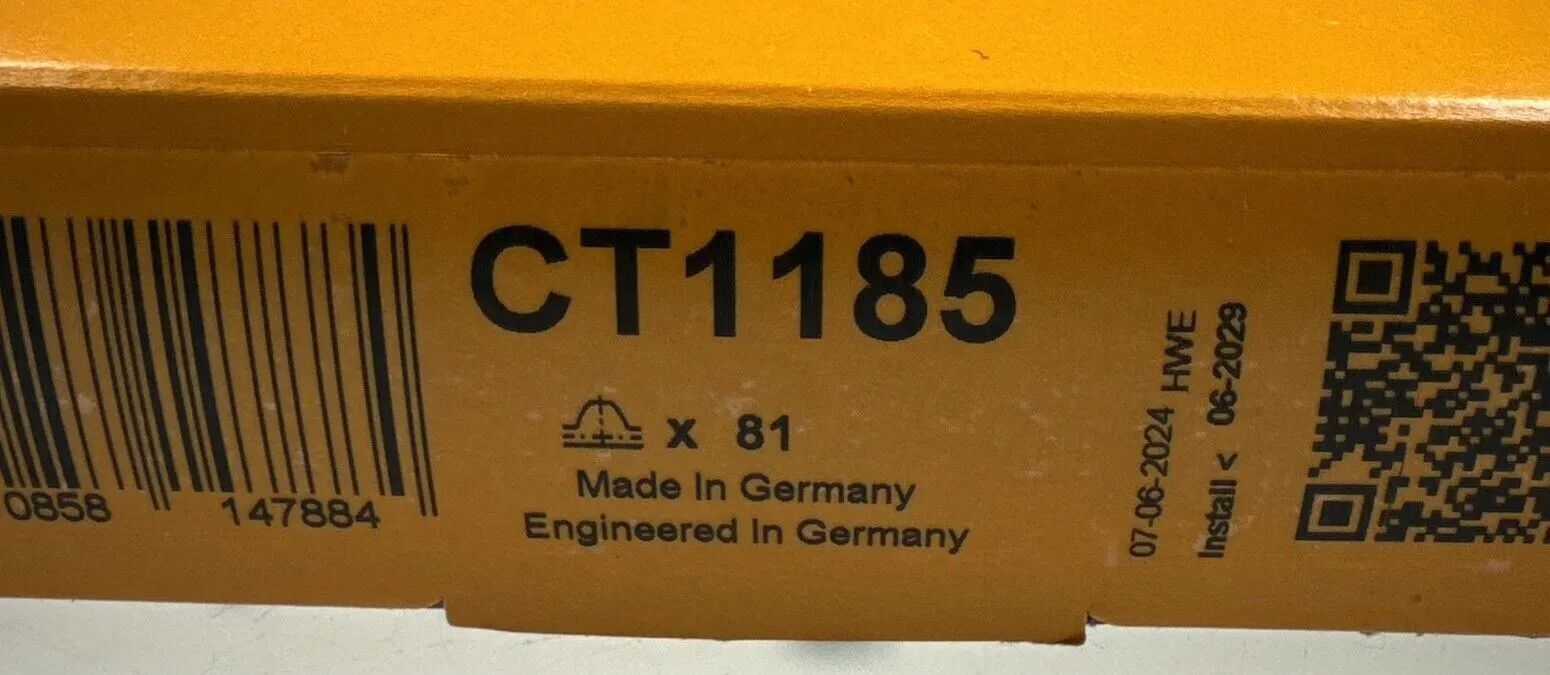 CT1185
x 81
Made In Germany
Engineered In Germany
0858 147884
07-06-2024 HWE
Install < 06-2029